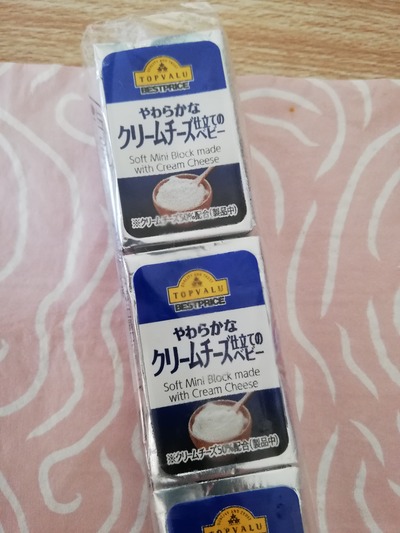 TOPVALU
BESTPRICE
やわらかな
クリームチーズ仕立てのベビー
Soft Mini Block made
with Cream Cheese
※クリームチーズ50%配合(製品中)
TOPVALU
BESTPRICE
やわらかな
クリームチーズ仕立てのベビー
Soft Mini Block made
with Cream Cheese
※クリームチーズ50%配合(製品中)
TOPVALU